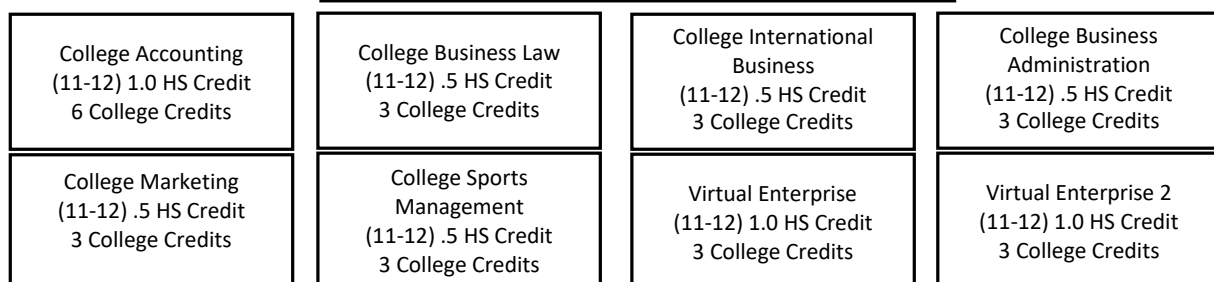 College Accounting
(11-12) 1.0 HS Credit
6 College Credits
College Business Law
(11-12) .5 HS Credit
3 College Credits
College International
Business
(11-12) .5 HS Credit
3 College Credits
College Business
Administration
(11-12) .5 HS Credit
3 College Credits
College Marketing
(11-12) .5 HS Credit
3 College Credits
College Sports
Management
(11-12) .5 HS Credit
3 College Credits
Virtual Enterprise
(11-12) 1.0 HS Credit
3 College Credits
Virtual Enterprise 2
(11-12) 1.0 HS Credit
3 College Credits